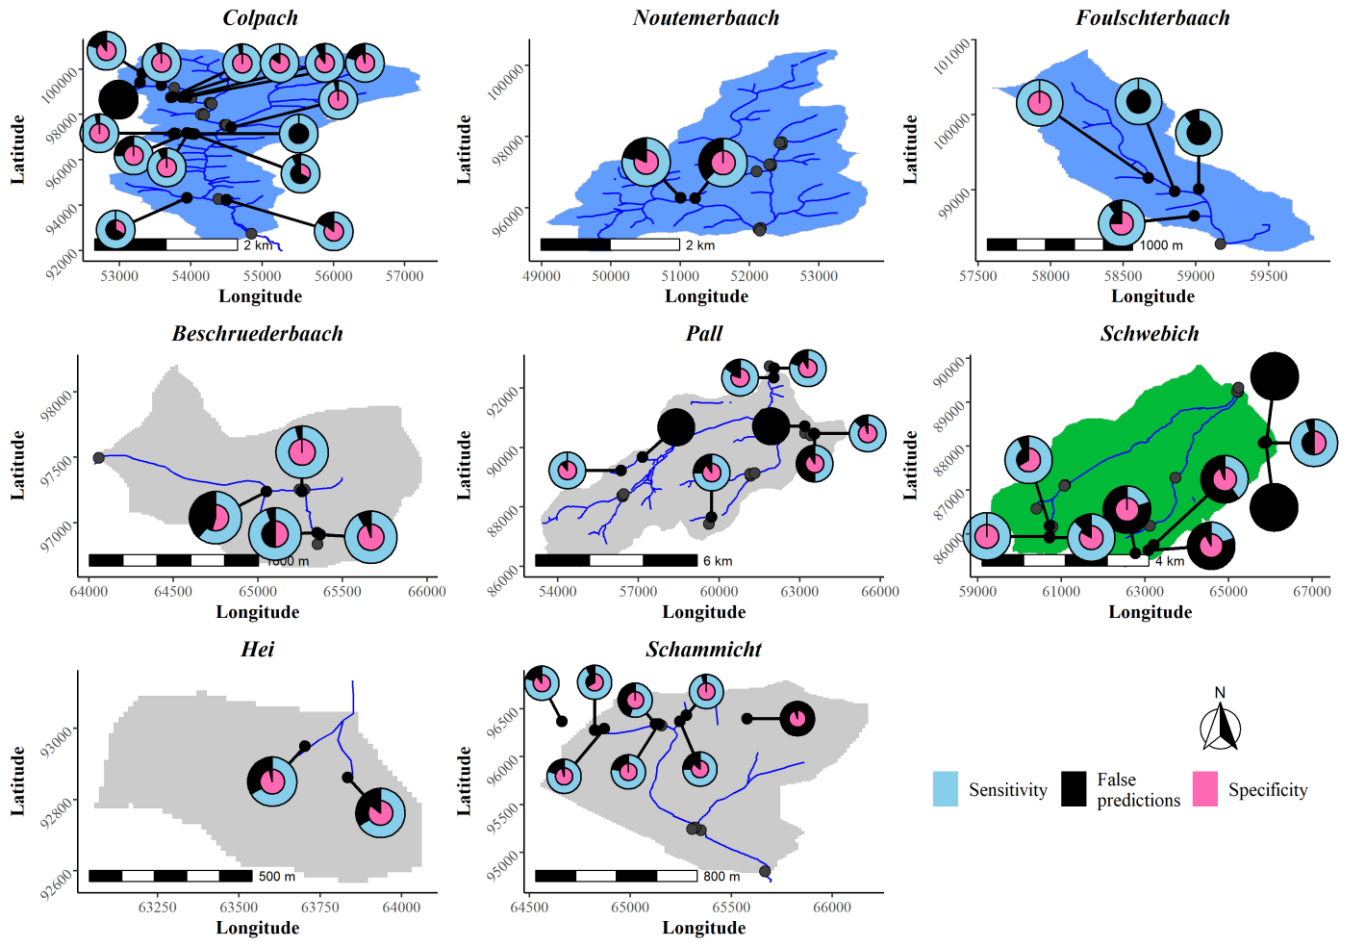 Colpach
Noutemerbaach
Foulschterbaach
Latitude
100000
98000
96000
94000
92000
2 km
53000 54000 55000 56000 57000
Longitude
Latitude
100000
98000
96000
2 km
49000 50000 51000 52000 53000
Longitude
Latitude
101000
100000
99000
1000 m
57500 58000 58500 59000 59500
Longitude
Beschruederbaach
Pall
Schwebich
Latitude
98000
97500
97000
1000 m
64000 64500 65000 65500 66000
Longitude
Latitude
92000
90000
88000
86000
6 km
54000 57000 60000 63000 66000
Longitude
Latitude
90000
89000
88000
87000
86000
4 km
59000 61000 63000 65000 67000
Longitude
Hei
Schammicht
Latitude
93000
92800
92600
500 m
63250 63500 63750 64000
Longitude
Latitude
96500
96000
95500
95000
800 m
64500 65000 65500 66000
Longitude
N
Sensitivity
False
predictions
Specificity